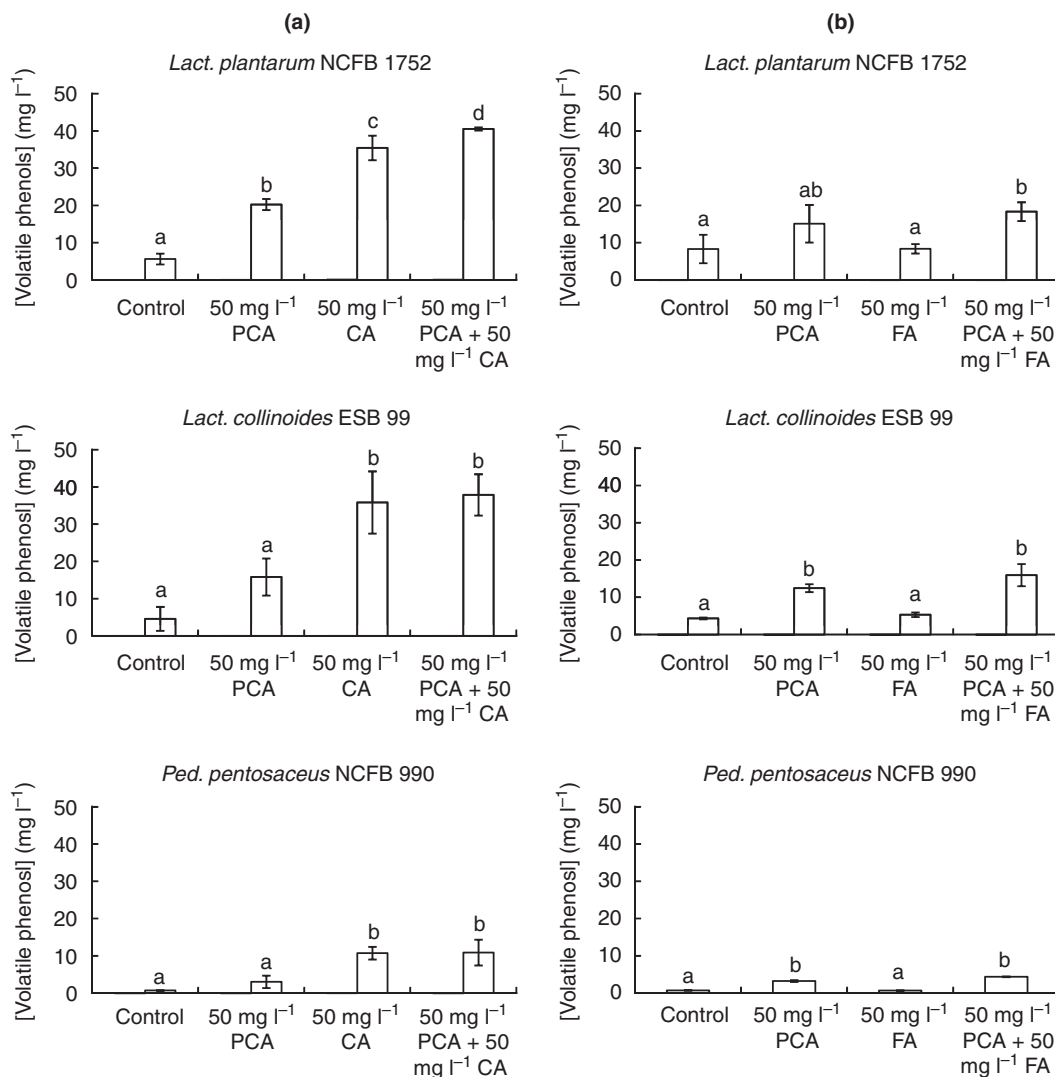 (a)
Lact. plantarum NCFB 1752
[Volatile phenols] (mg l⁻¹)
50
40
30
20
10
0
a
b
c
d
Control
50 mg l⁻¹
PCA
50 mg l⁻¹
CA
50 mg l⁻¹
PCA + 50
mg l⁻¹ CA
Lact. collinoides ESB 99
[Volatile phenosl] (mg l⁻¹)
50
40
30
20
10
0
a
a
b
b
Control
50 mg l⁻¹
PCA
50 mg l⁻¹
CA
50 mg l⁻¹
PCA + 50
mg l⁻¹ CA
Ped. pentosaceus NCFB 990
[Volatile phenosl] (mg l⁻¹)
50
40
30
20
10
0
a
a
b
b
Control
50 mg l⁻¹
PCA
50 mg l⁻¹
CA
50 mg l⁻¹
PCA + 50
mg l⁻¹ CA
(b)
Lact. plantarum NCFB 1752
[Volatile phenosl] (mg l⁻¹)
50
40
30
20
10
0
a
ab
a
b
Control
50 mg l⁻¹
PCA
50 mg l⁻¹
FA
50 mg l⁻¹
PCA + 50
mg l⁻¹ FA
Lact. collinoides ESB 99
[Volatile phenosl] (mg l⁻¹)
50
40
30
20
10
0
a
b
a
b
Control
50 mg l⁻¹
PCA
50 mg l⁻¹
FA
50 mg l⁻¹
PCA + 50
mg l⁻¹ FA
Ped. pentosaceus NCFB 990
[Volatile phenosl] (mg l⁻¹)
50
40
30
20
10
0
a
b
a
b
Control
50 mg l⁻¹
PCA
50 mg l⁻¹
FA
50 mg l⁻¹
PCA + 50
mg l⁻¹ FA